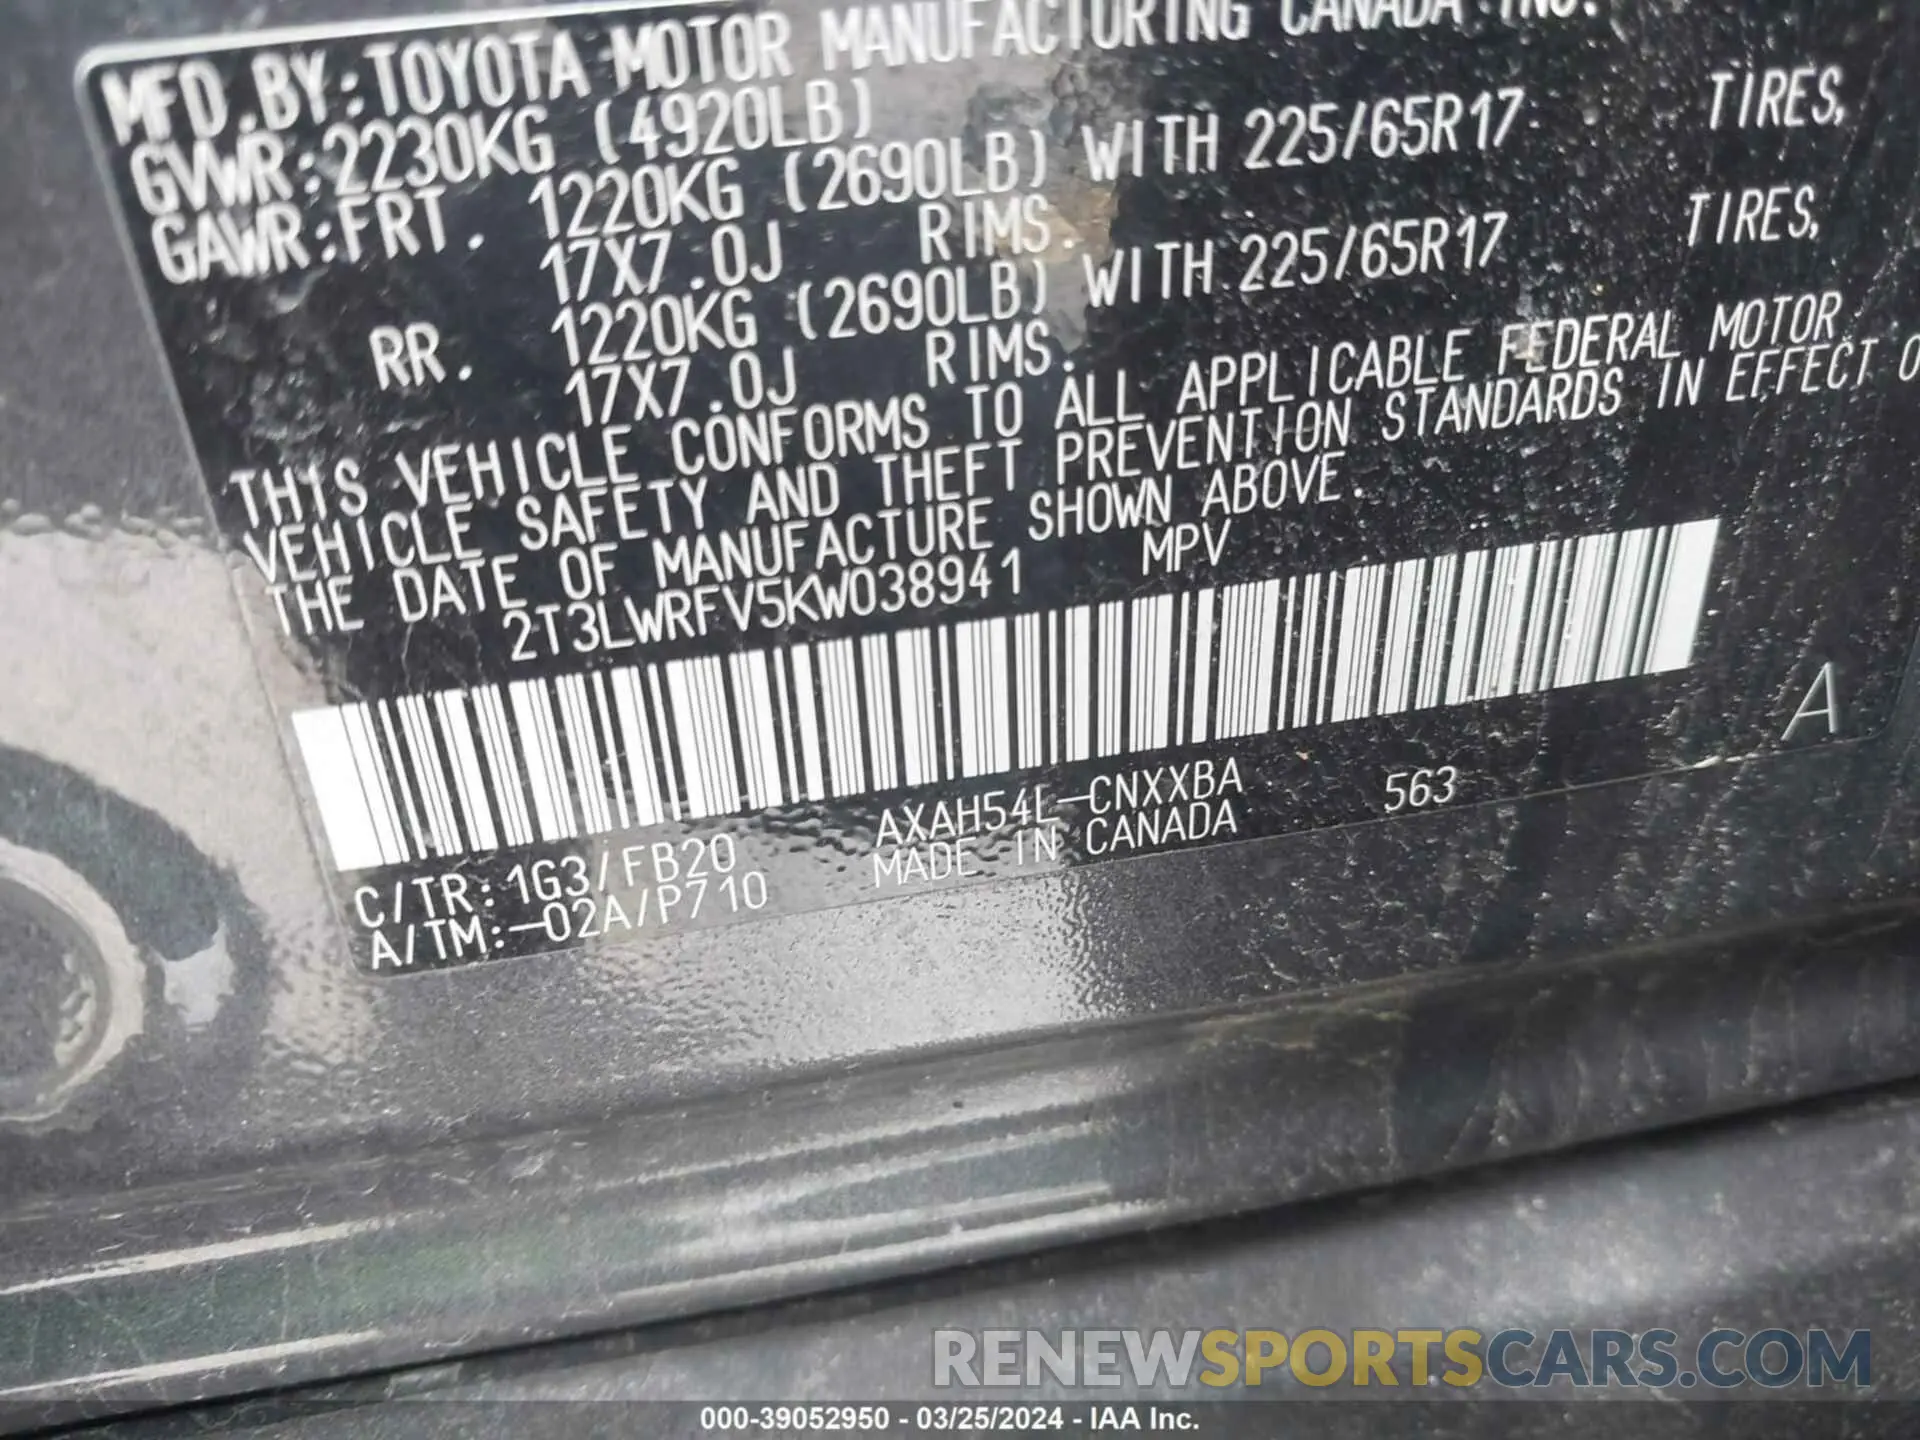 MFD.BY:TOYOTA MOTOR MANUFACTURING CANADA INC.
GVWR:2230KG (4920LB)
GAWR:FRT. 1220KG (2690LB) WITH 225/65R17 TIRES,
17X7.0J RIMS.
RR. 1220KG (2690LB) WITH 225/65R17 TIRES,
17X7.0J RIMS.
THIS VEHICLE CONFORMS TO ALL APPLICABLE FEDERAL MOTOR
VEHICLE SAFETY AND THEFT PREVENTION STANDARDS IN EFFECT O
THE DATE OF MANUFACTURE SHOWN ABOVE.
2T3LWRFV5KW038941 MPV
A
C/TR:1G3/FB20 AXAH54L-CNXXBA 563
A/TM:-02A/P710 MADE IN CANADA
RENEWSPORTSCARS.COM
000-39052950 - 03/25/2024 - IAA Inc.